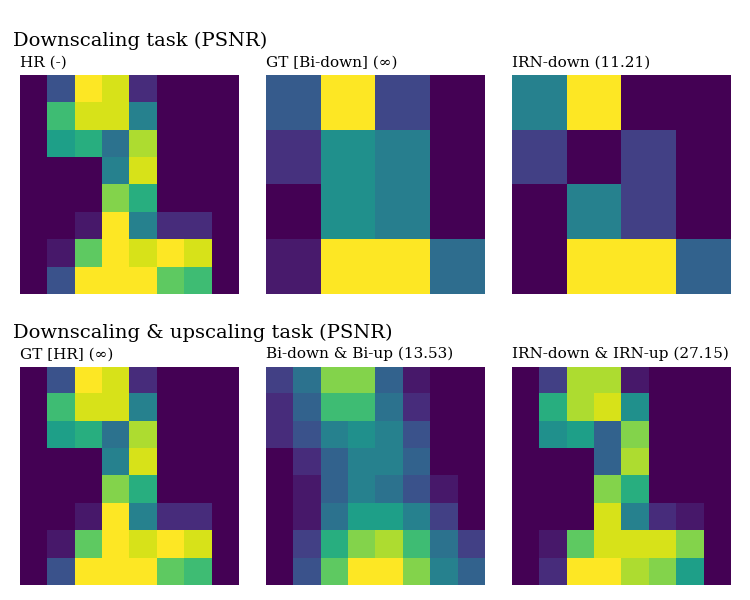 Downscaling task (PSNR)
HR (-)
GT [Bi-down] (∞)
IRN-down (11.21)
Downscaling & upscaling task (PSNR)
GT [HR] (∞)
Bi-down & Bi-up (13.53)
IRN-down & IRN-up (27.15)